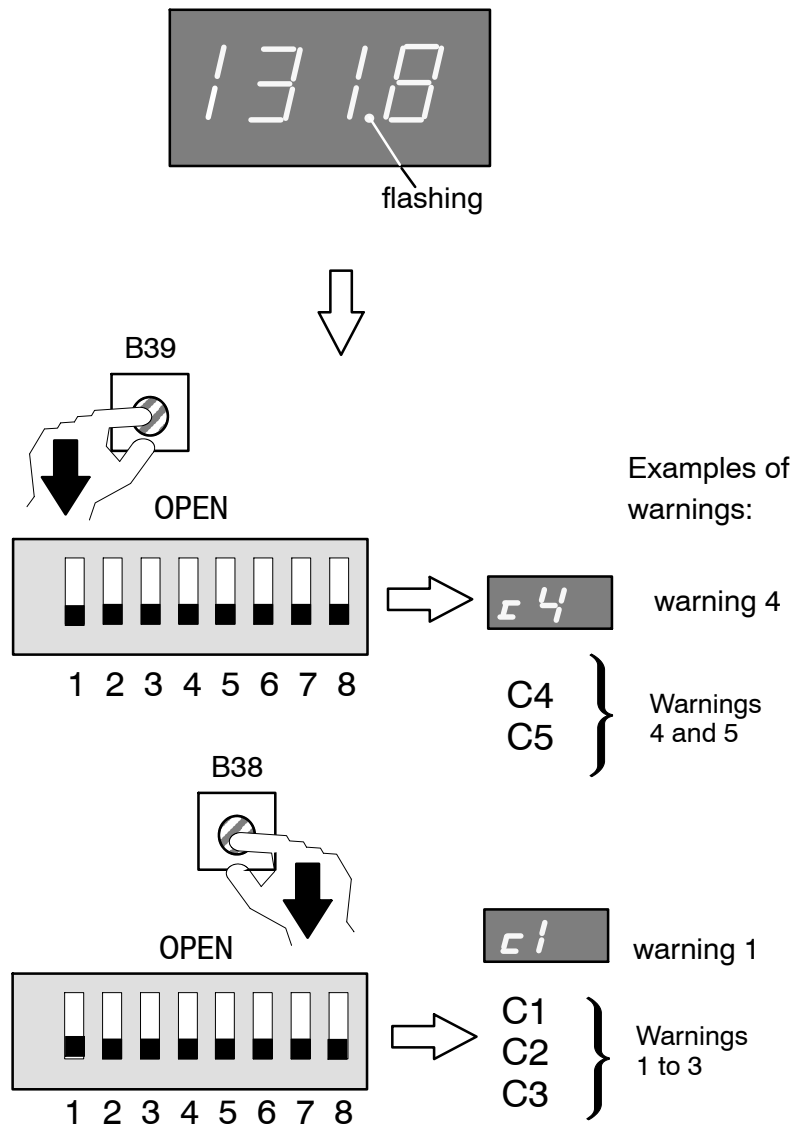 131.8
flashing
B39
OPEN
1 2 3 4 5 6 7 8
Examples of
warnings:
c 4
warning 4
C4
C5
Warnings
4 and 5
B38
OPEN
1 2 3 4 5 6 7 8
c 1
warning 1
C1
C2
C3
Warnings
1 to 3